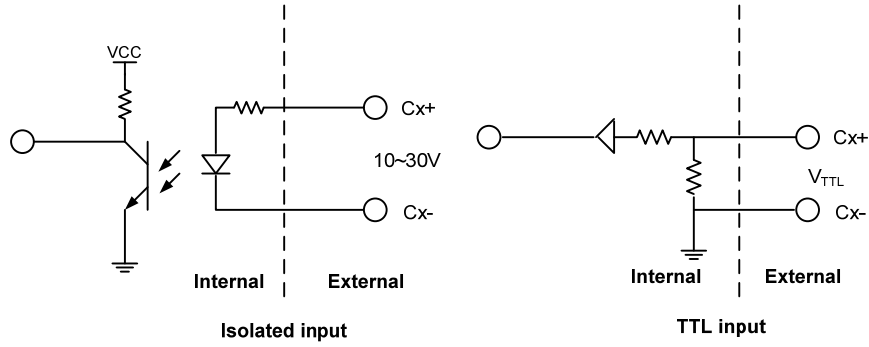 VCC
Cx+
10~30V
Cx-
Internal
External
Isolated input
Cx+
VTTL
Cx-
Internal
External
TTL input